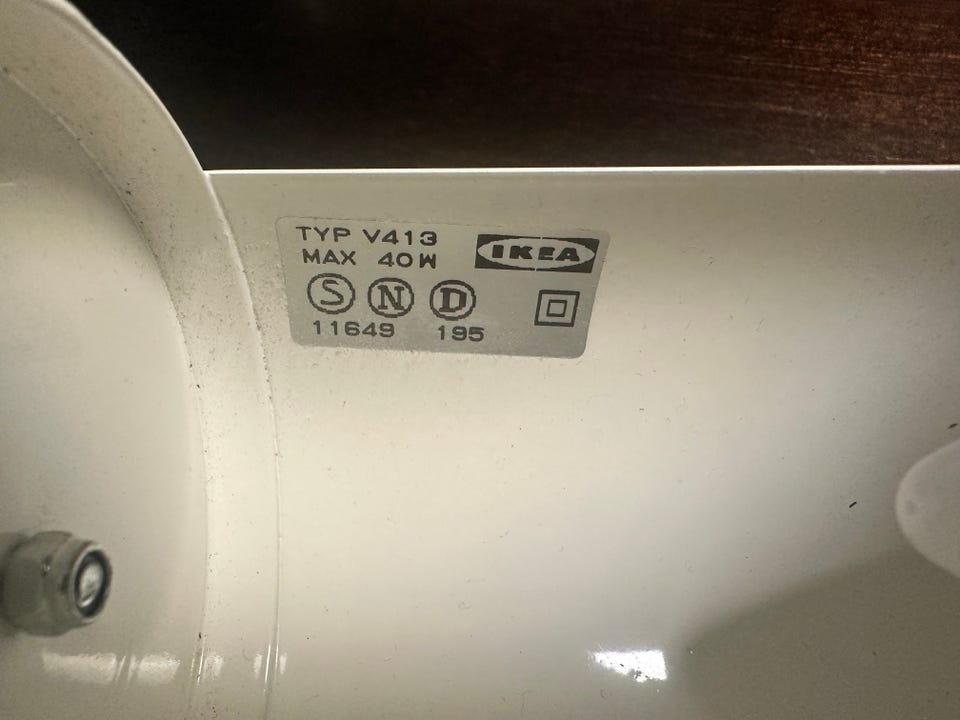 TYP V413
MAX 40W
IKEA
S N D
11649 195